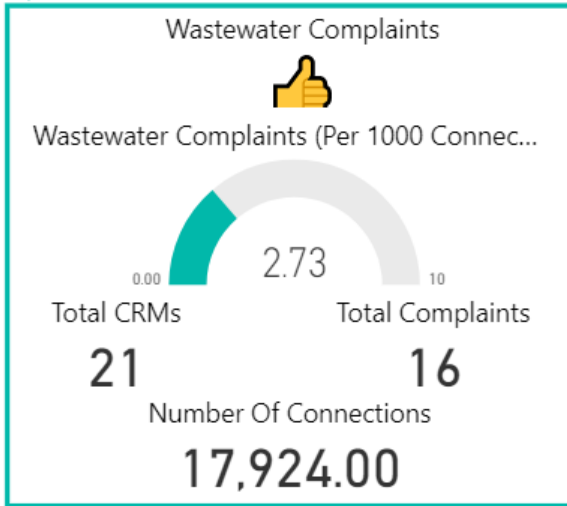 Wastewater Complaints
Wastewater Complaints (Per 1000 Connec...
2.73
0.00
10
Total CRMs
Total Complaints
21
16
Number Of Connections
17,924.00